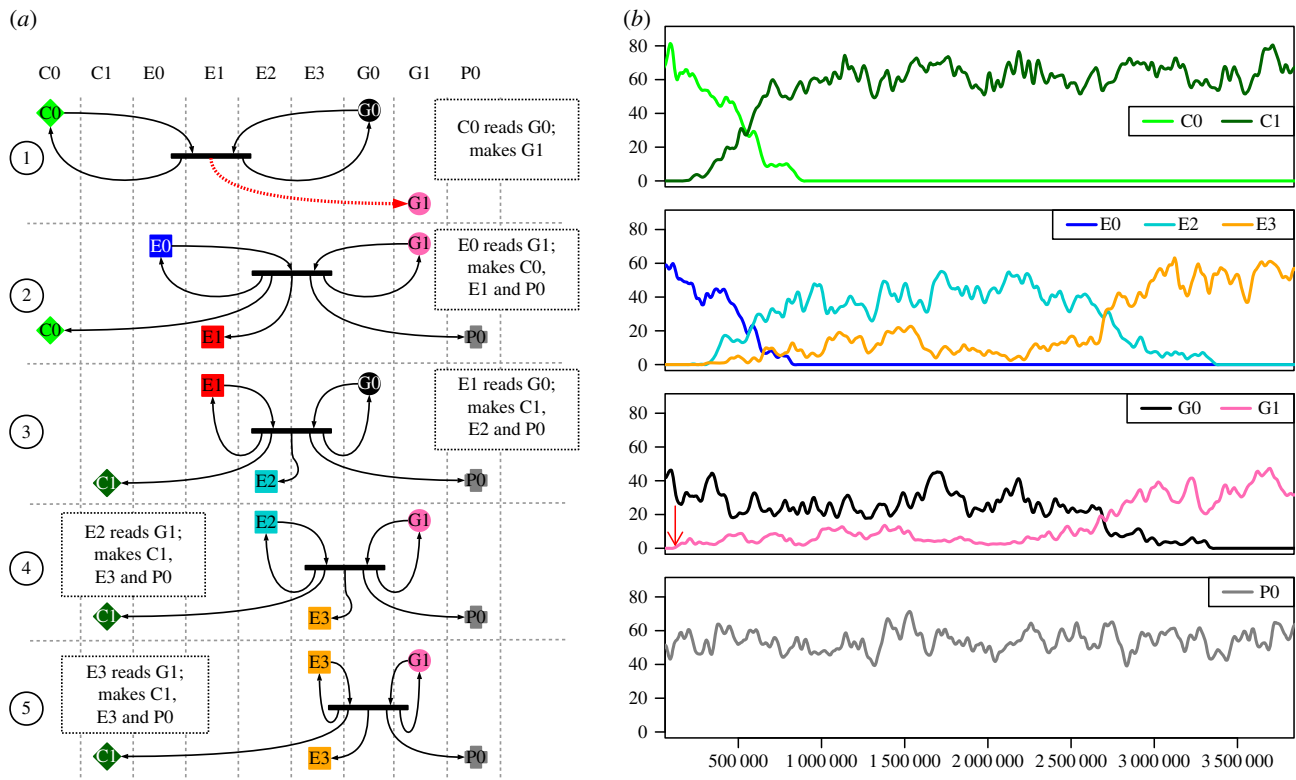 (a)
C0 C1 E0 E1 E2 E3 G0 G1 P0
1
C0
G0
G1
C0 reads G0;
makes G1
2
E0
G1
C0
E1
P0
E0 reads G1;
makes C0,
E1 and P0
3
E1
G0
C1
E2
P0
E1 reads G0;
makes C1,
E2 and P0
4
E2 reads G1;
makes C1,
E3 and P0
E2
G1
C1
E3
P0
5
E3 reads G1;
makes C1,
E3 and P0
E3
G1
C1
E3
P0
(b)
80
60
40
20
0
C0 C1
80
60
40
20
0
E0 E2 E3
80
60
40
20
0
G0 G1
80
60
40
20
0
P0
500 000 1 000 000 1 500 000 2 000 000 2 500 000 3 000 000 3 500 000